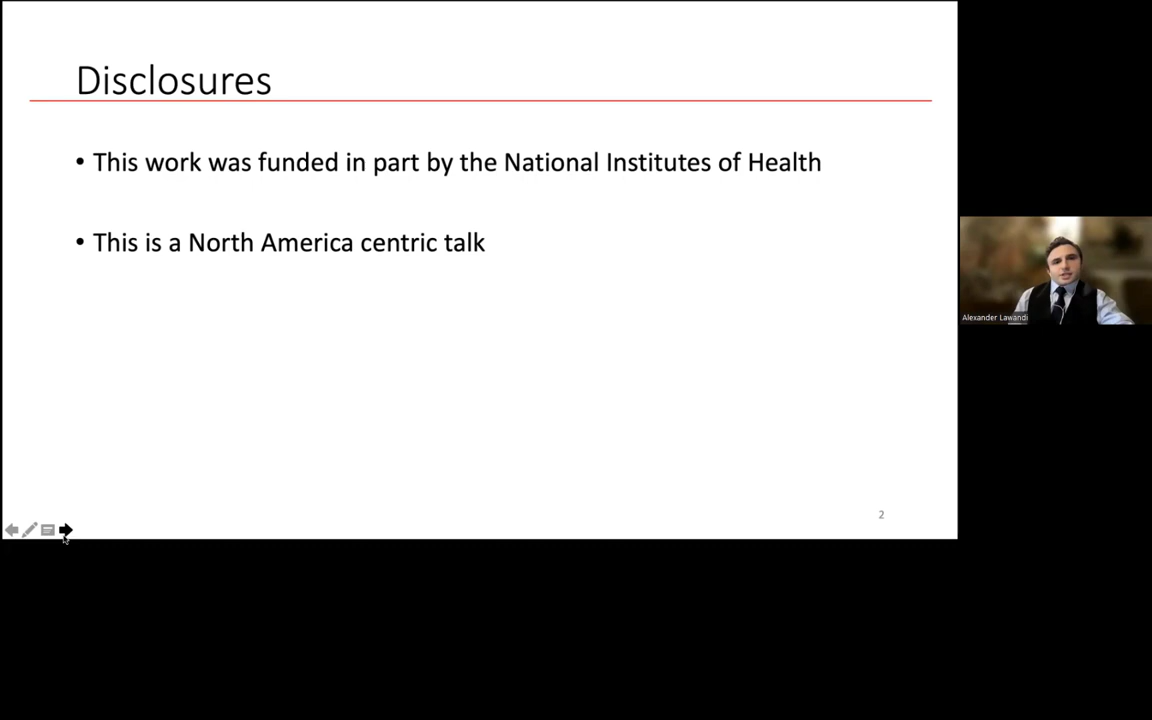 Disclosures
• This work was funded in part by the National Institutes of Health
• This is a North America centric talk
2
Alexander Lawandi